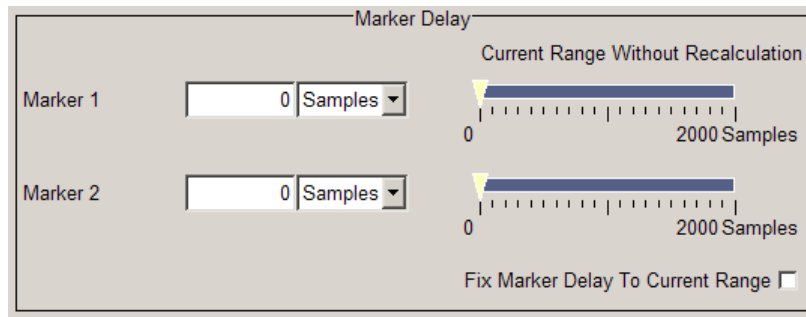 Marker Delay
Current Range Without Recalculation
Marker 1 0 Samples
0 2000 Samples
Marker 2 0 Samples
0 2000 Samples
Fix Marker Delay To Current Range